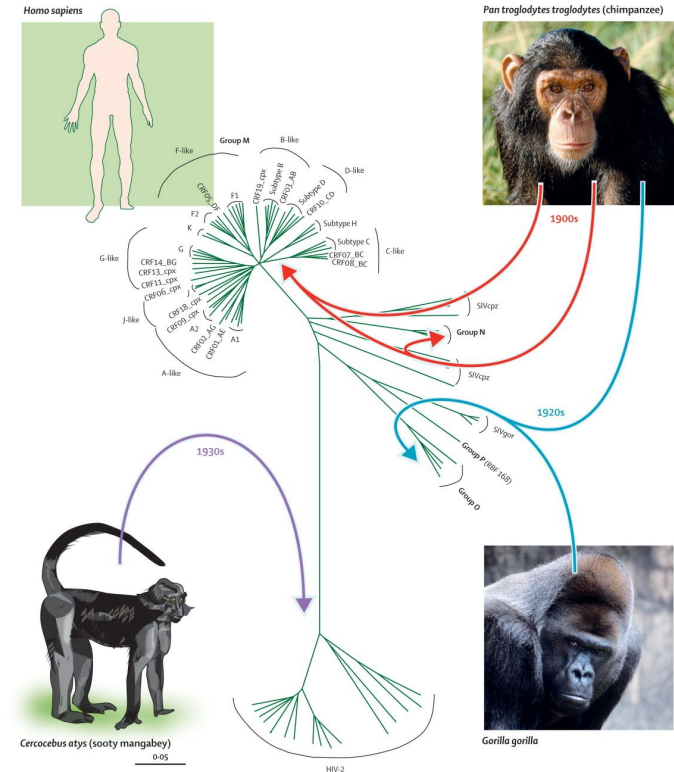 Homo sapiens
Pan troglodytes troglodytes (chimpanzee)
Group M
B-like
F-like
D-like
CRF05_DF
F1
CRF19_cpx
Subtype B
CRF03_AB
Subtype D
CRF10_CD
F2
K
Subtype H
G-like
G
Subtype C
CRF07_BC
CRF08_BC
C-like
CRF14_BG
CRF13_cpx
CRF11_cpx
CRF06_cpx
J-like
CRF18_cpx
CRF09_cpx
A2
CRF02_AG
CRF01_AE
A1
A-like
1900s
SIVcpz
Group N
SIVcpz
1920s
SIVgor
Group P (RBF 168)
Group O
1930s
Cercocebus atys (sooty mangabey)
0·05
HIV-2
Gorilla gorilla